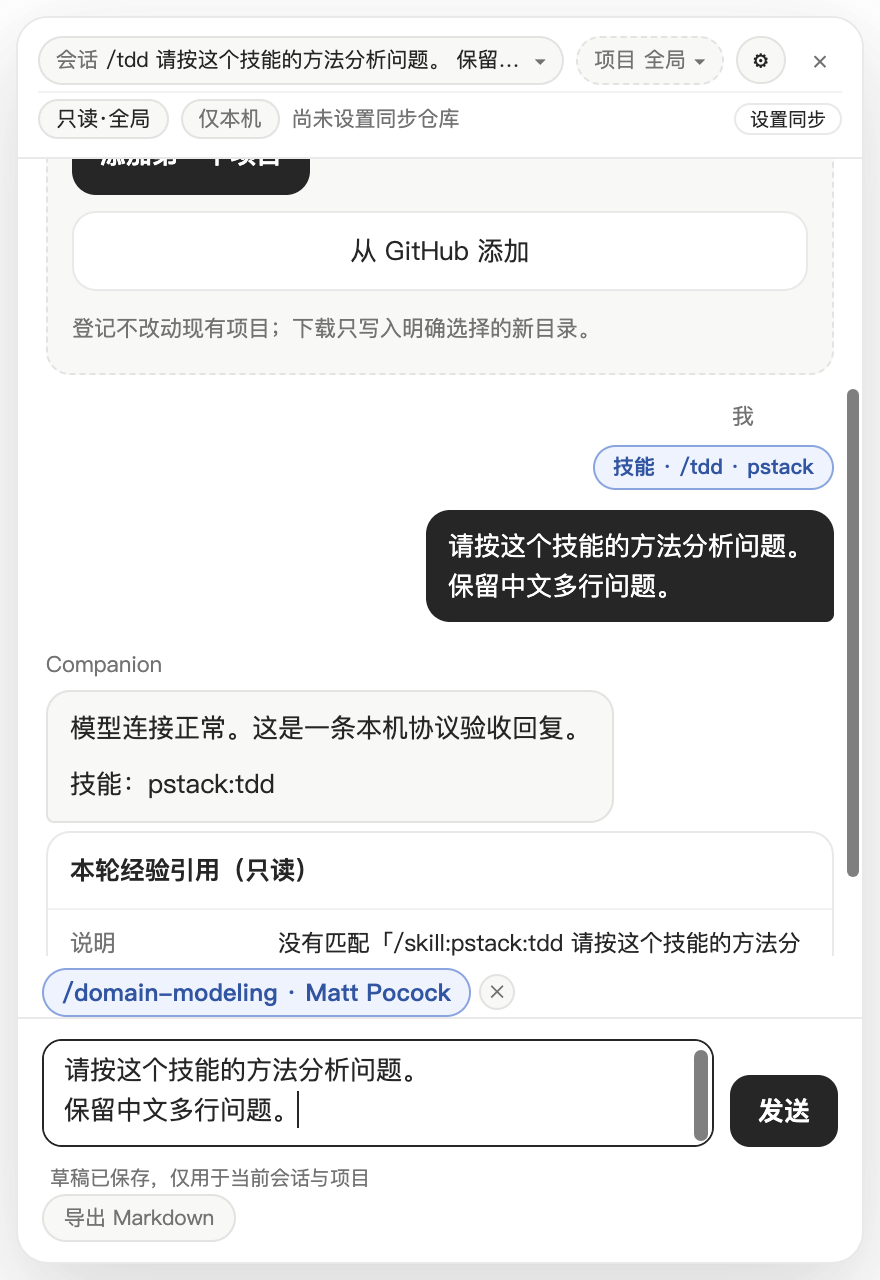 会话 /tdd 请按这个技能的方法分析问题。 保留...
项目 全局
只读·全局
仅本机
尚未设置同步仓库
设置同步
添加第一个项目
从 GitHub 添加
登记不改动现有项目；下载只写入明确选择的新目录。
我
技能 · /tdd · pstack
请按这个技能的方法分析问题。
保留中文多行问题。
Companion
模型连接正常。这是一条本机协议验收回复。
技能：pstack:tdd
本轮经验引用（只读）
说明
没有匹配「/skill:pstack:tdd 请按这个技能的方法分
/domain-modeling · Matt Pocock
请按这个技能的方法分析问题。
保留中文多行问题。
发送
草稿已保存，仅用于当前会话与项目
导出 Markdown